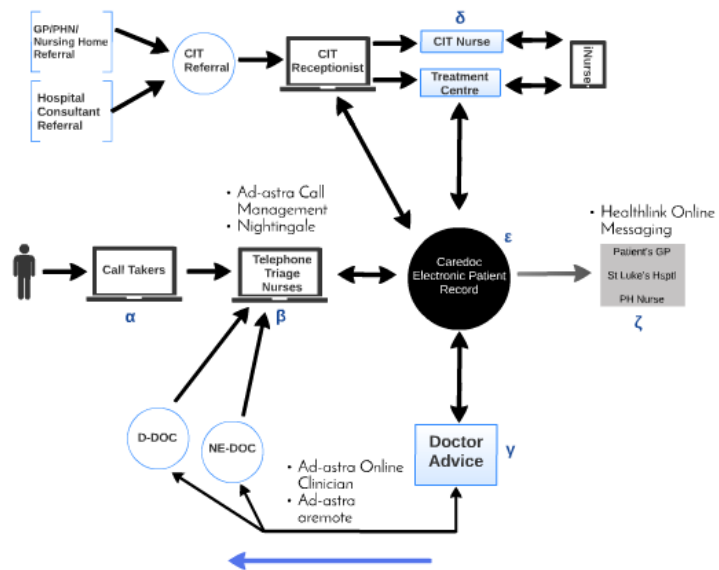 GP/PHN/
Nursing Home
Referral
Hospital
Consultant
Referral
CIT
Referral
CIT
Receptionist
δ
CIT Nurse
Treatment
Centre
iNurse
• Ad-astra Call
Management
• Nightingale
Call Takers
α
Telephone
Triage
Nurses
β
ε
Caredoc
Electronic Patient
Record
• Healthlink Online
Messaging
Patient's GP
St Luke's Hsptl
PH Nurse
ζ
D-DOC
NE-DOC
• Ad-astra Online
Clinician
• Ad-astra
aremote
Doctor
Advice
γ